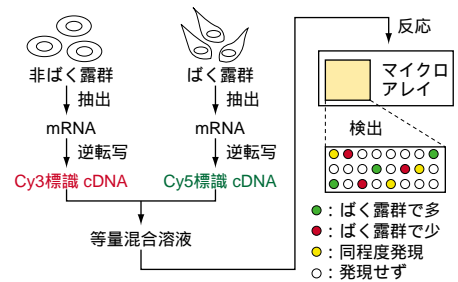 非ばく露群
抽出
mRNA
逆転写
Cy3標識 cDNA
ばく露群
抽出
mRNA
逆転写
Cy5標識 cDNA
等量混合溶液
反応
マイクロ
アレイ
検出
：ばく露群で多
：ばく露群で少
：同程度発現
：発現せず